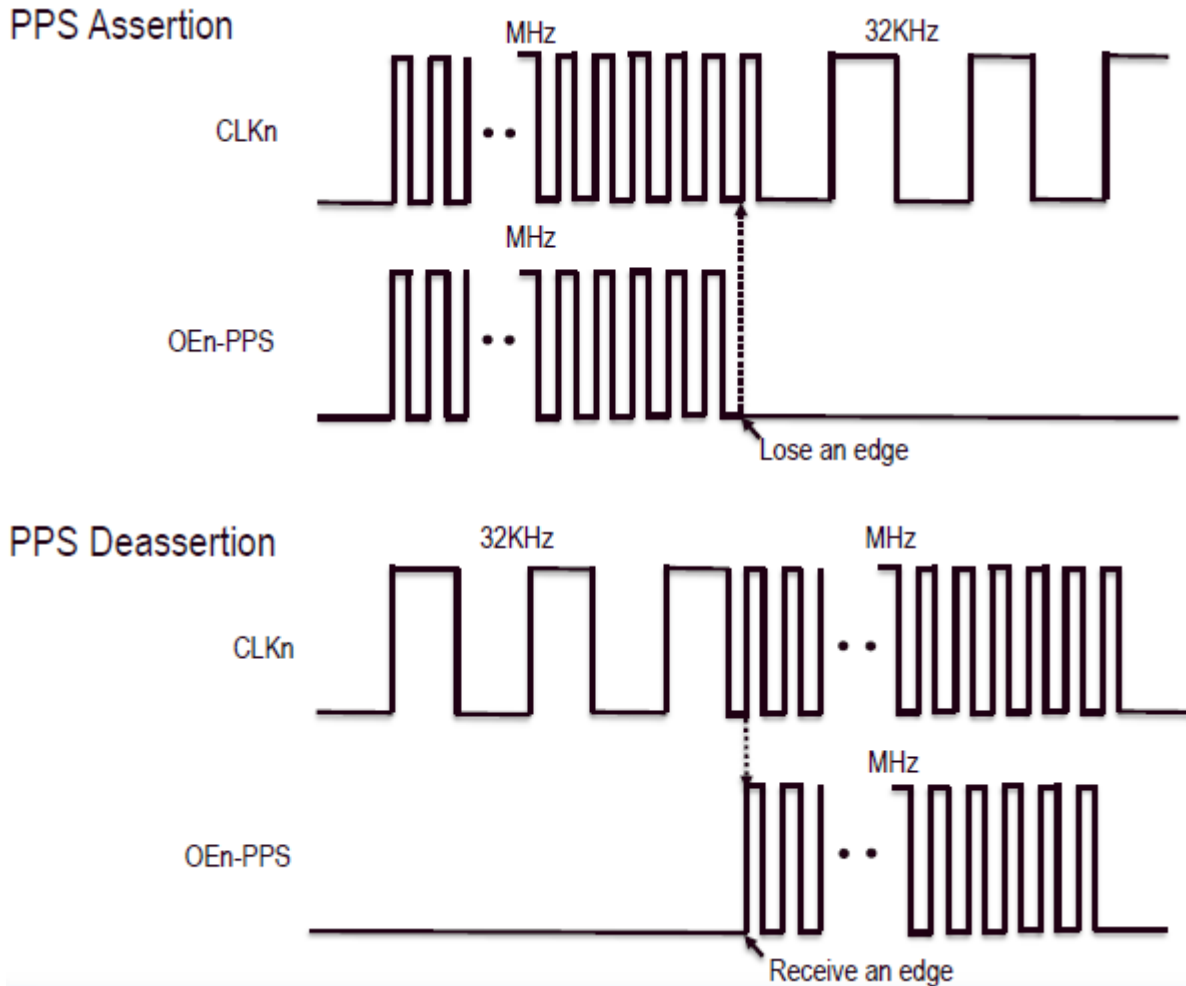 PPS Assertion
MHz
32KHz
CLKn
MHz
OEn-PPS
Lose an edge
PPS Deassertion
32KHz
MHz
CLKn
MHz
OEn-PPS
Receive an edge